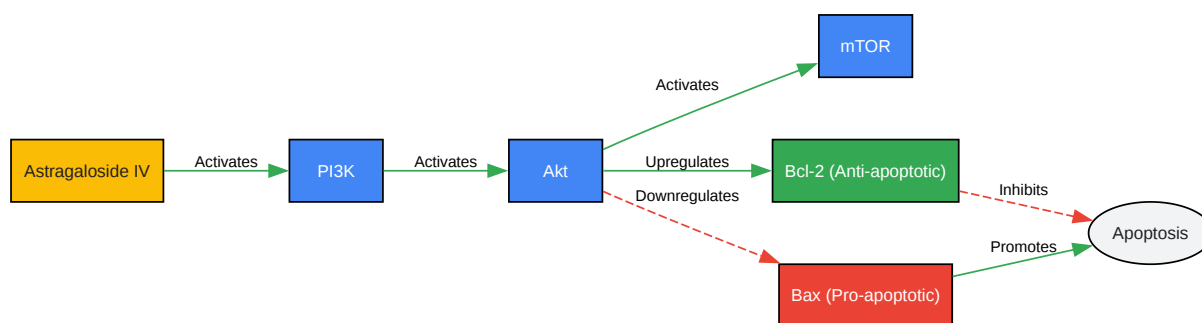 mTOR
Activates
Astragaloside IV
Activates
PI3K
Activates
Akt
Upregulates
Bcl-2 (Anti-apoptotic)
Downregulates
Inhibits
Apoptosis
Promotes
Bax (Pro-apoptotic)